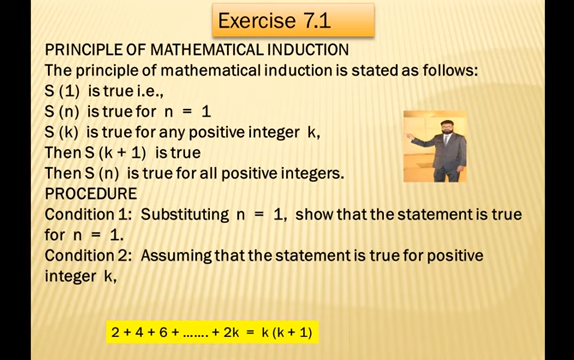 Exercise 7.1
PRINCIPLE OF MATHEMATICAL INDUCTION
The principle of mathematical induction is stated as follows:
S (1) is true i.e.,
S (n) is true for n = 1
S (k) is true for any positive integer k,
Then S (k + 1) is true
Then S (n) is true for all positive integers.
PROCEDURE
Condition 1: Substituting n = 1, show that the statement is true
for n = 1.
Condition 2: Assuming that the statement is true for positive
integer k,
2 + 4 + 6 + ....... + 2k = k (k + 1)